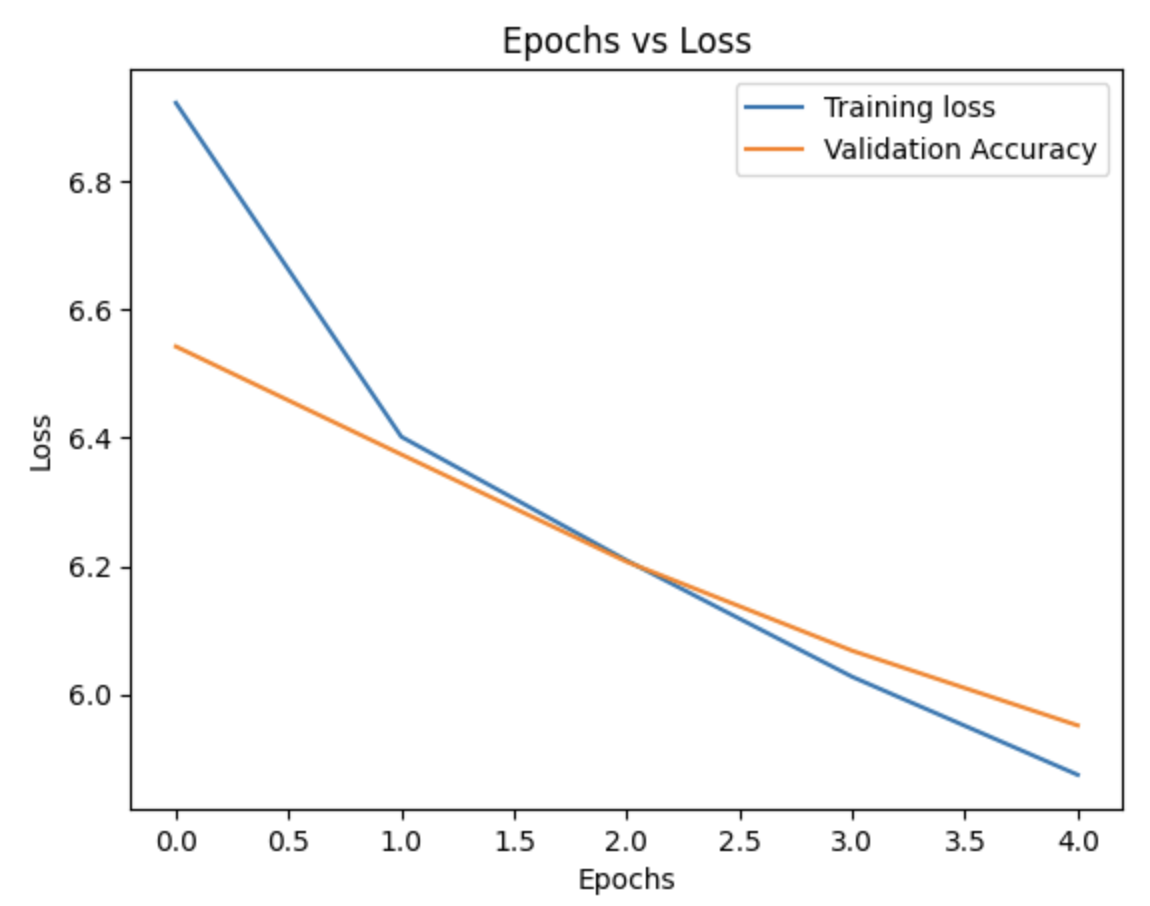 Epochs vs Loss
Training loss
Validation Accuracy
6.8
6.6
6.4
6.2
6.0
Loss
0.0 0.5 1.0 1.5 2.0 2.5 3.0 3.5 4.0
Epochs